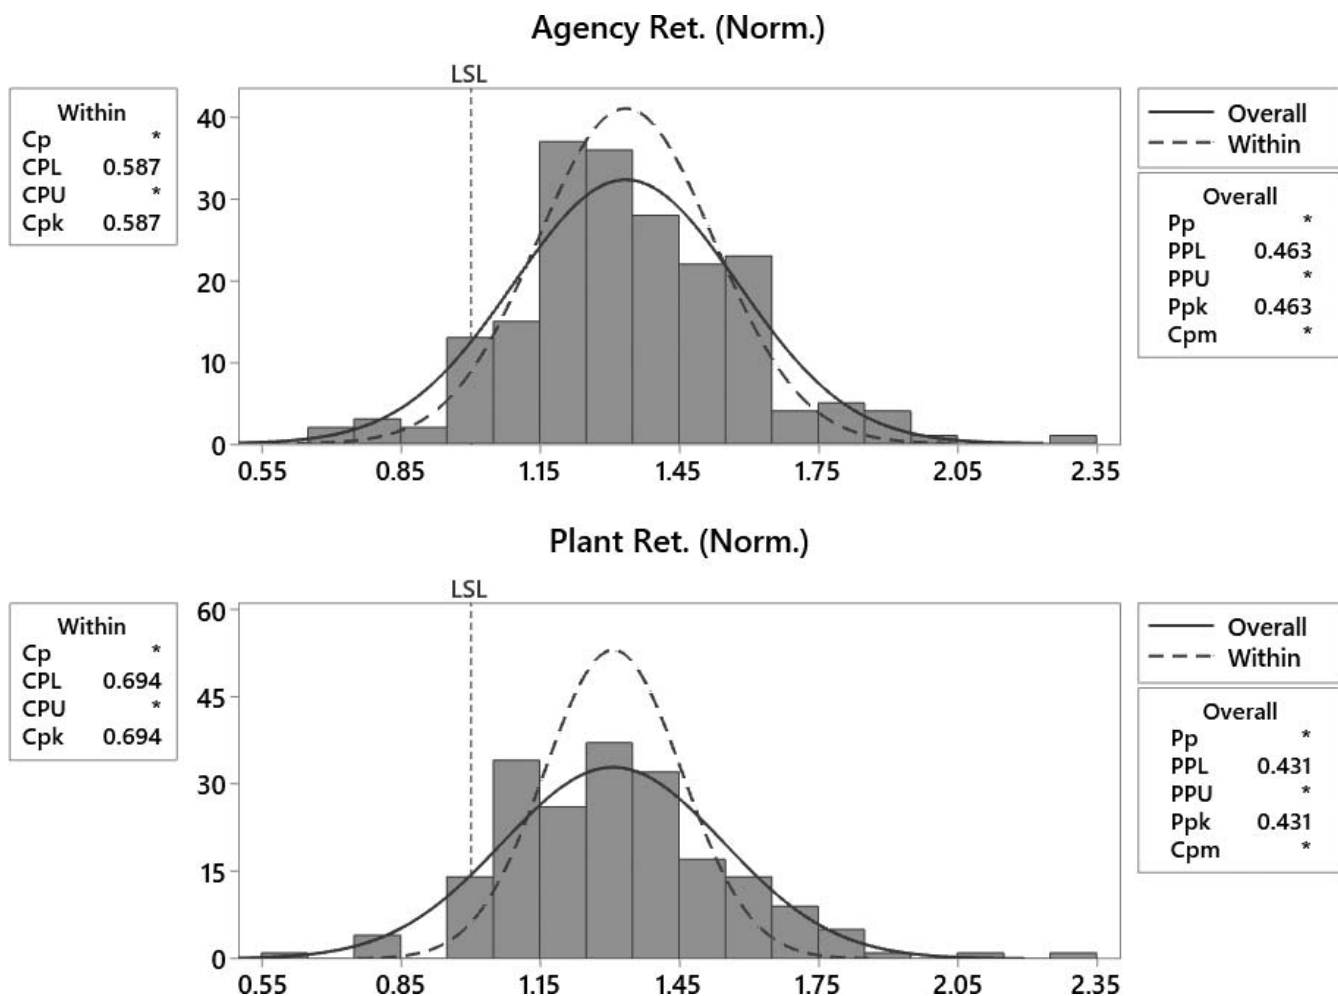 Agency Ret. (Norm.)
LSL
Within
Cp *
CPL 0.587
CPU *
Cpk 0.587
40
30
20
10
0
0.55 0.85 1.15 1.45 1.75 2.05 2.35
Overall
Within
Overall
Pp *
PPL 0.463
PPU *
Ppk 0.463
Cpm *
Plant Ret. (Norm.)
LSL
Within
Cp *
CPL 0.694
CPU *
Cpk 0.694
60
45
30
15
0
0.55 0.85 1.15 1.45 1.75 2.05 2.35
Overall
Within
Overall
Pp *
PPL 0.431
PPU *
Ppk 0.431
Cpm *